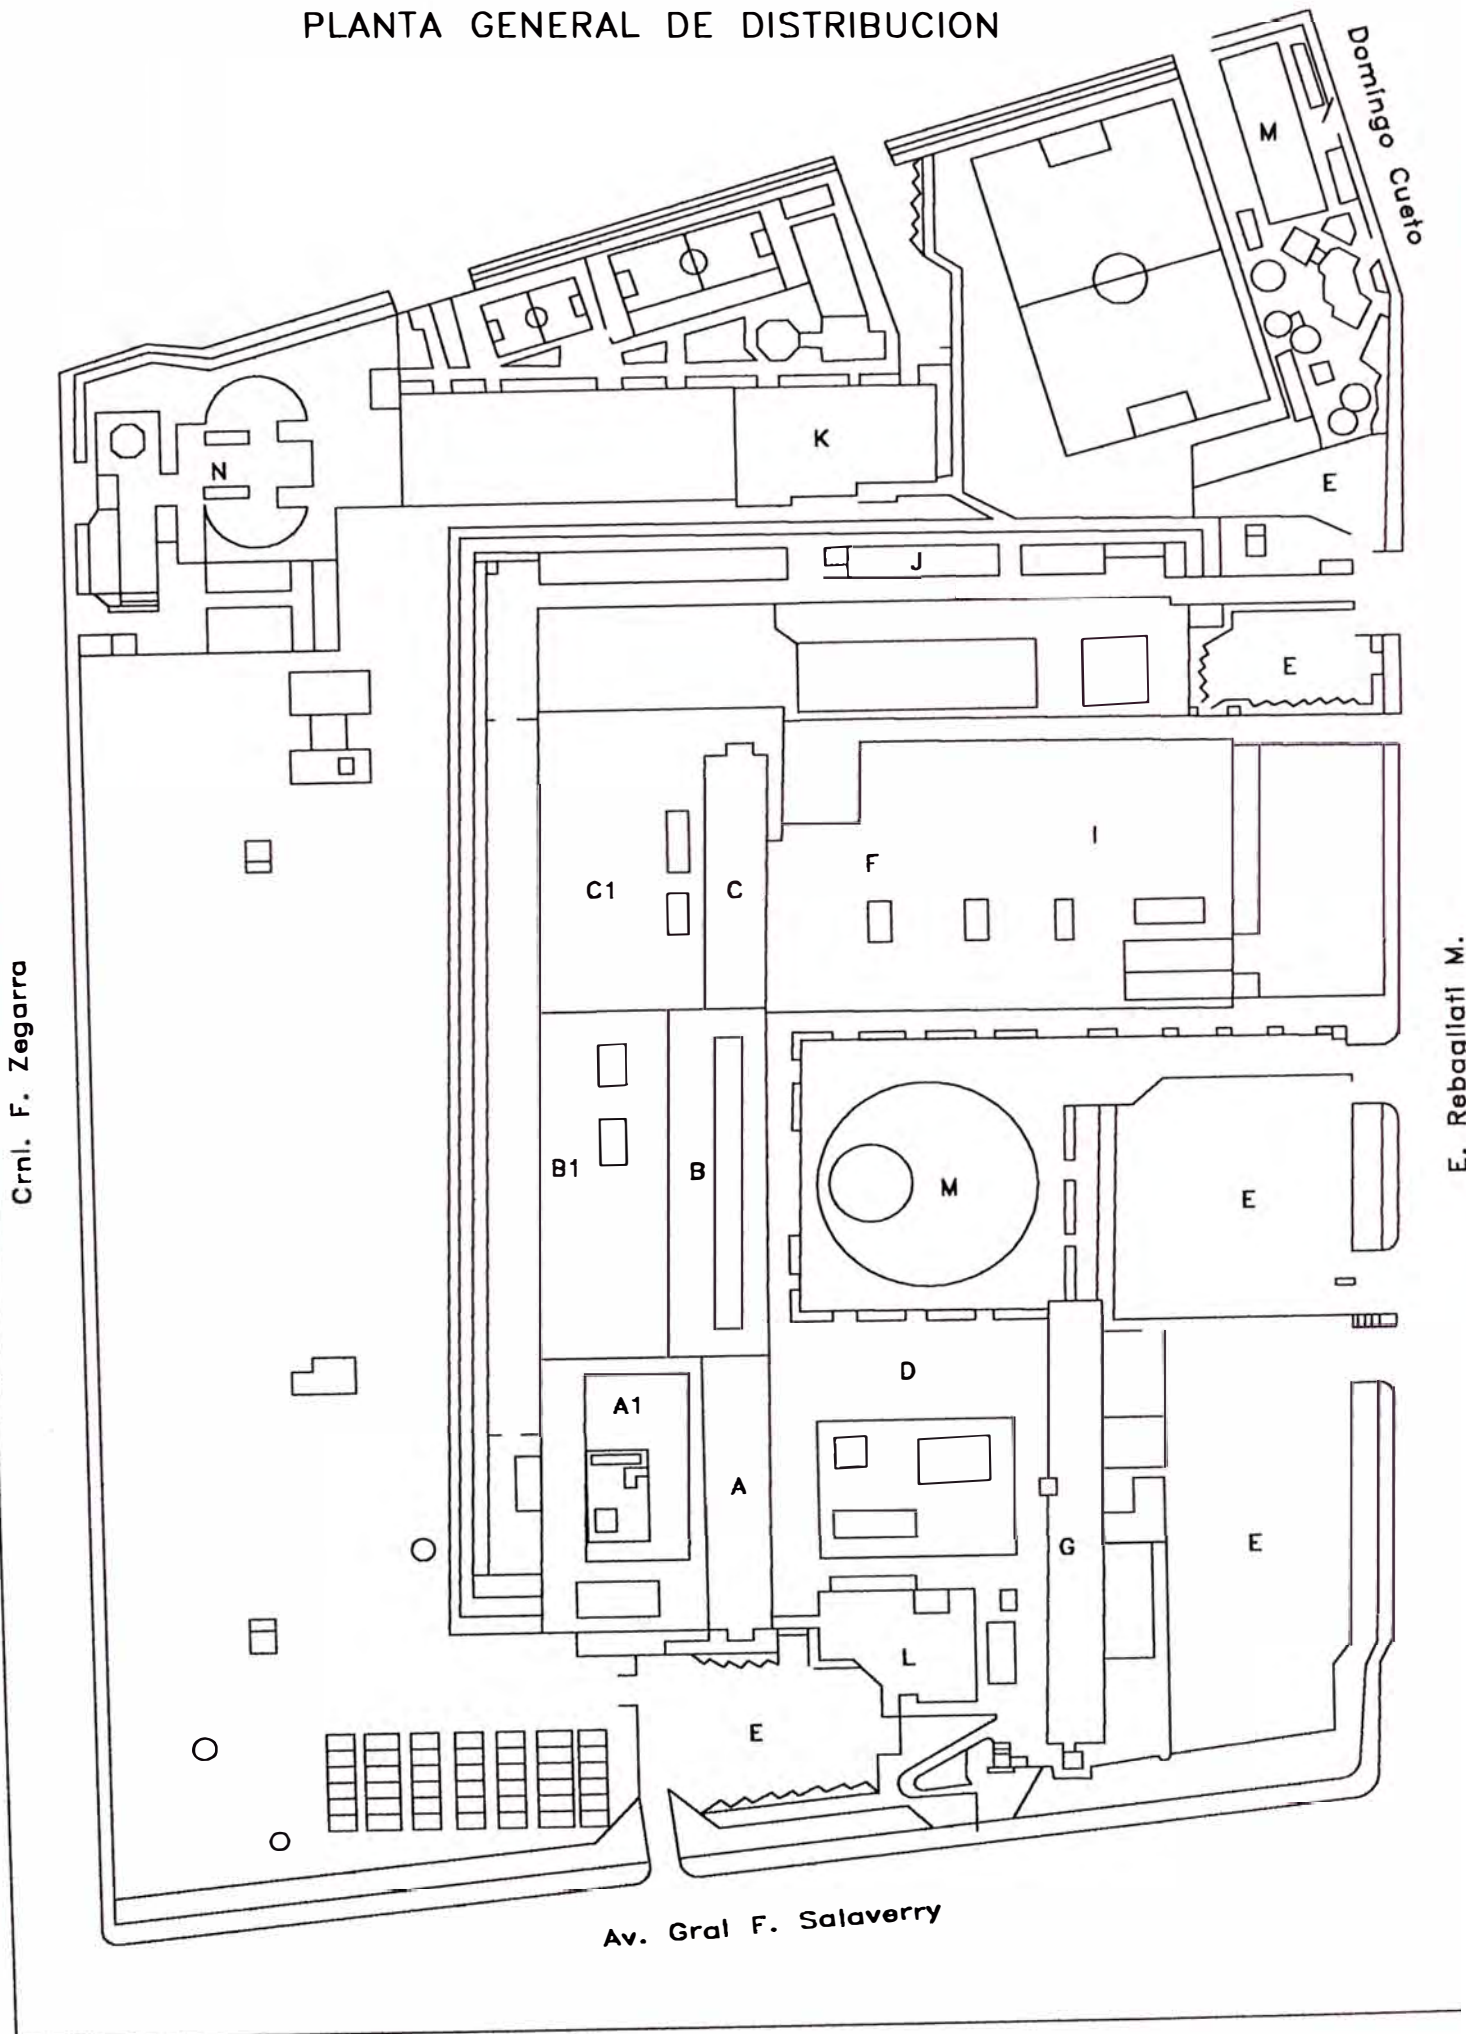 PLANTA GENERAL DE DISTRIBUCION
Domingo Cueto
M
K
N
E
J
E
I
F
C1
C
Crnl. F. Zegarra
E. Rebagliati M.
B1
B
M
E
D
A1
A
G
E
L
E
Av. Gral F. Salaverry